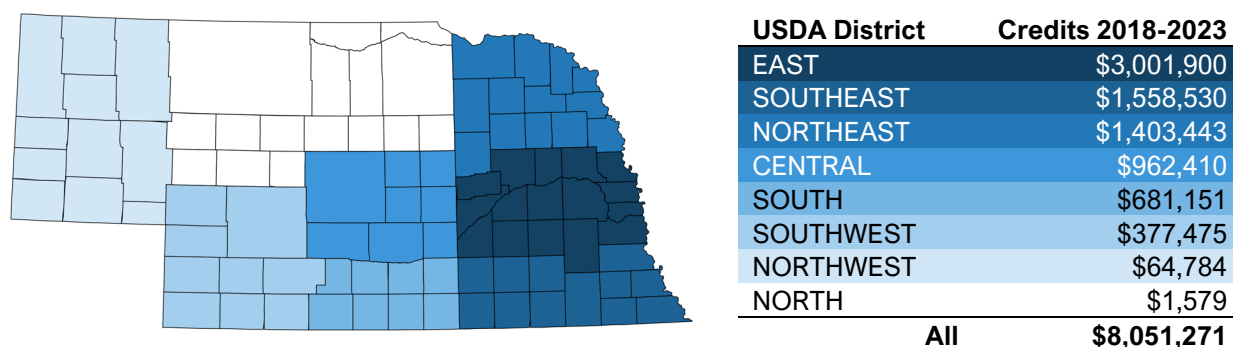 USDA District Credits 2018-2023
EAST $3,001,900
SOUTHEAST $1,558,530
NORTHEAST $1,403,443
CENTRAL $962,410
SOUTH $681,151
SOUTHWEST $377,475
NORTHWEST $64,784
NORTH $1,579
All $8,051,271